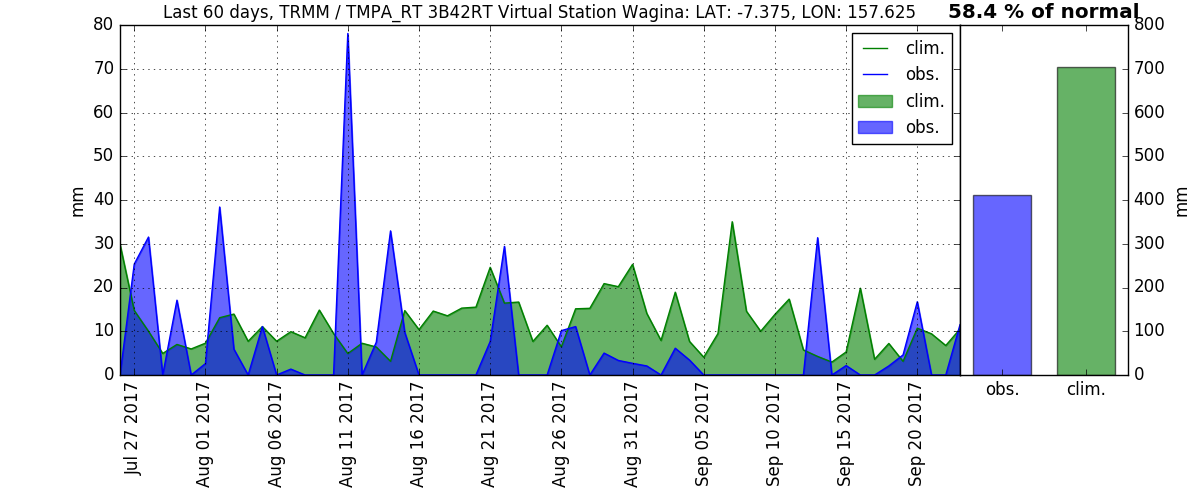 Last 60 days, TRMM / TMPA_RT 3B42RT Virtual Station Wagina: LAT: -7.375, LON: 157.625
58.4 % of normal
80
70
60
50
40
30
20
10
0
mm
clim.
obs.
clim.
obs.
Jul 27 2017
Aug 01 2017
Aug 06 2017
Aug 11 2017
Aug 16 2017
Aug 21 2017
Aug 26 2017
Aug 31 2017
Sep 05 2017
Sep 10 2017
Sep 15 2017
Sep 20 2017
800
700
600
500
400
300
200
100
0
mm
obs.
clim.